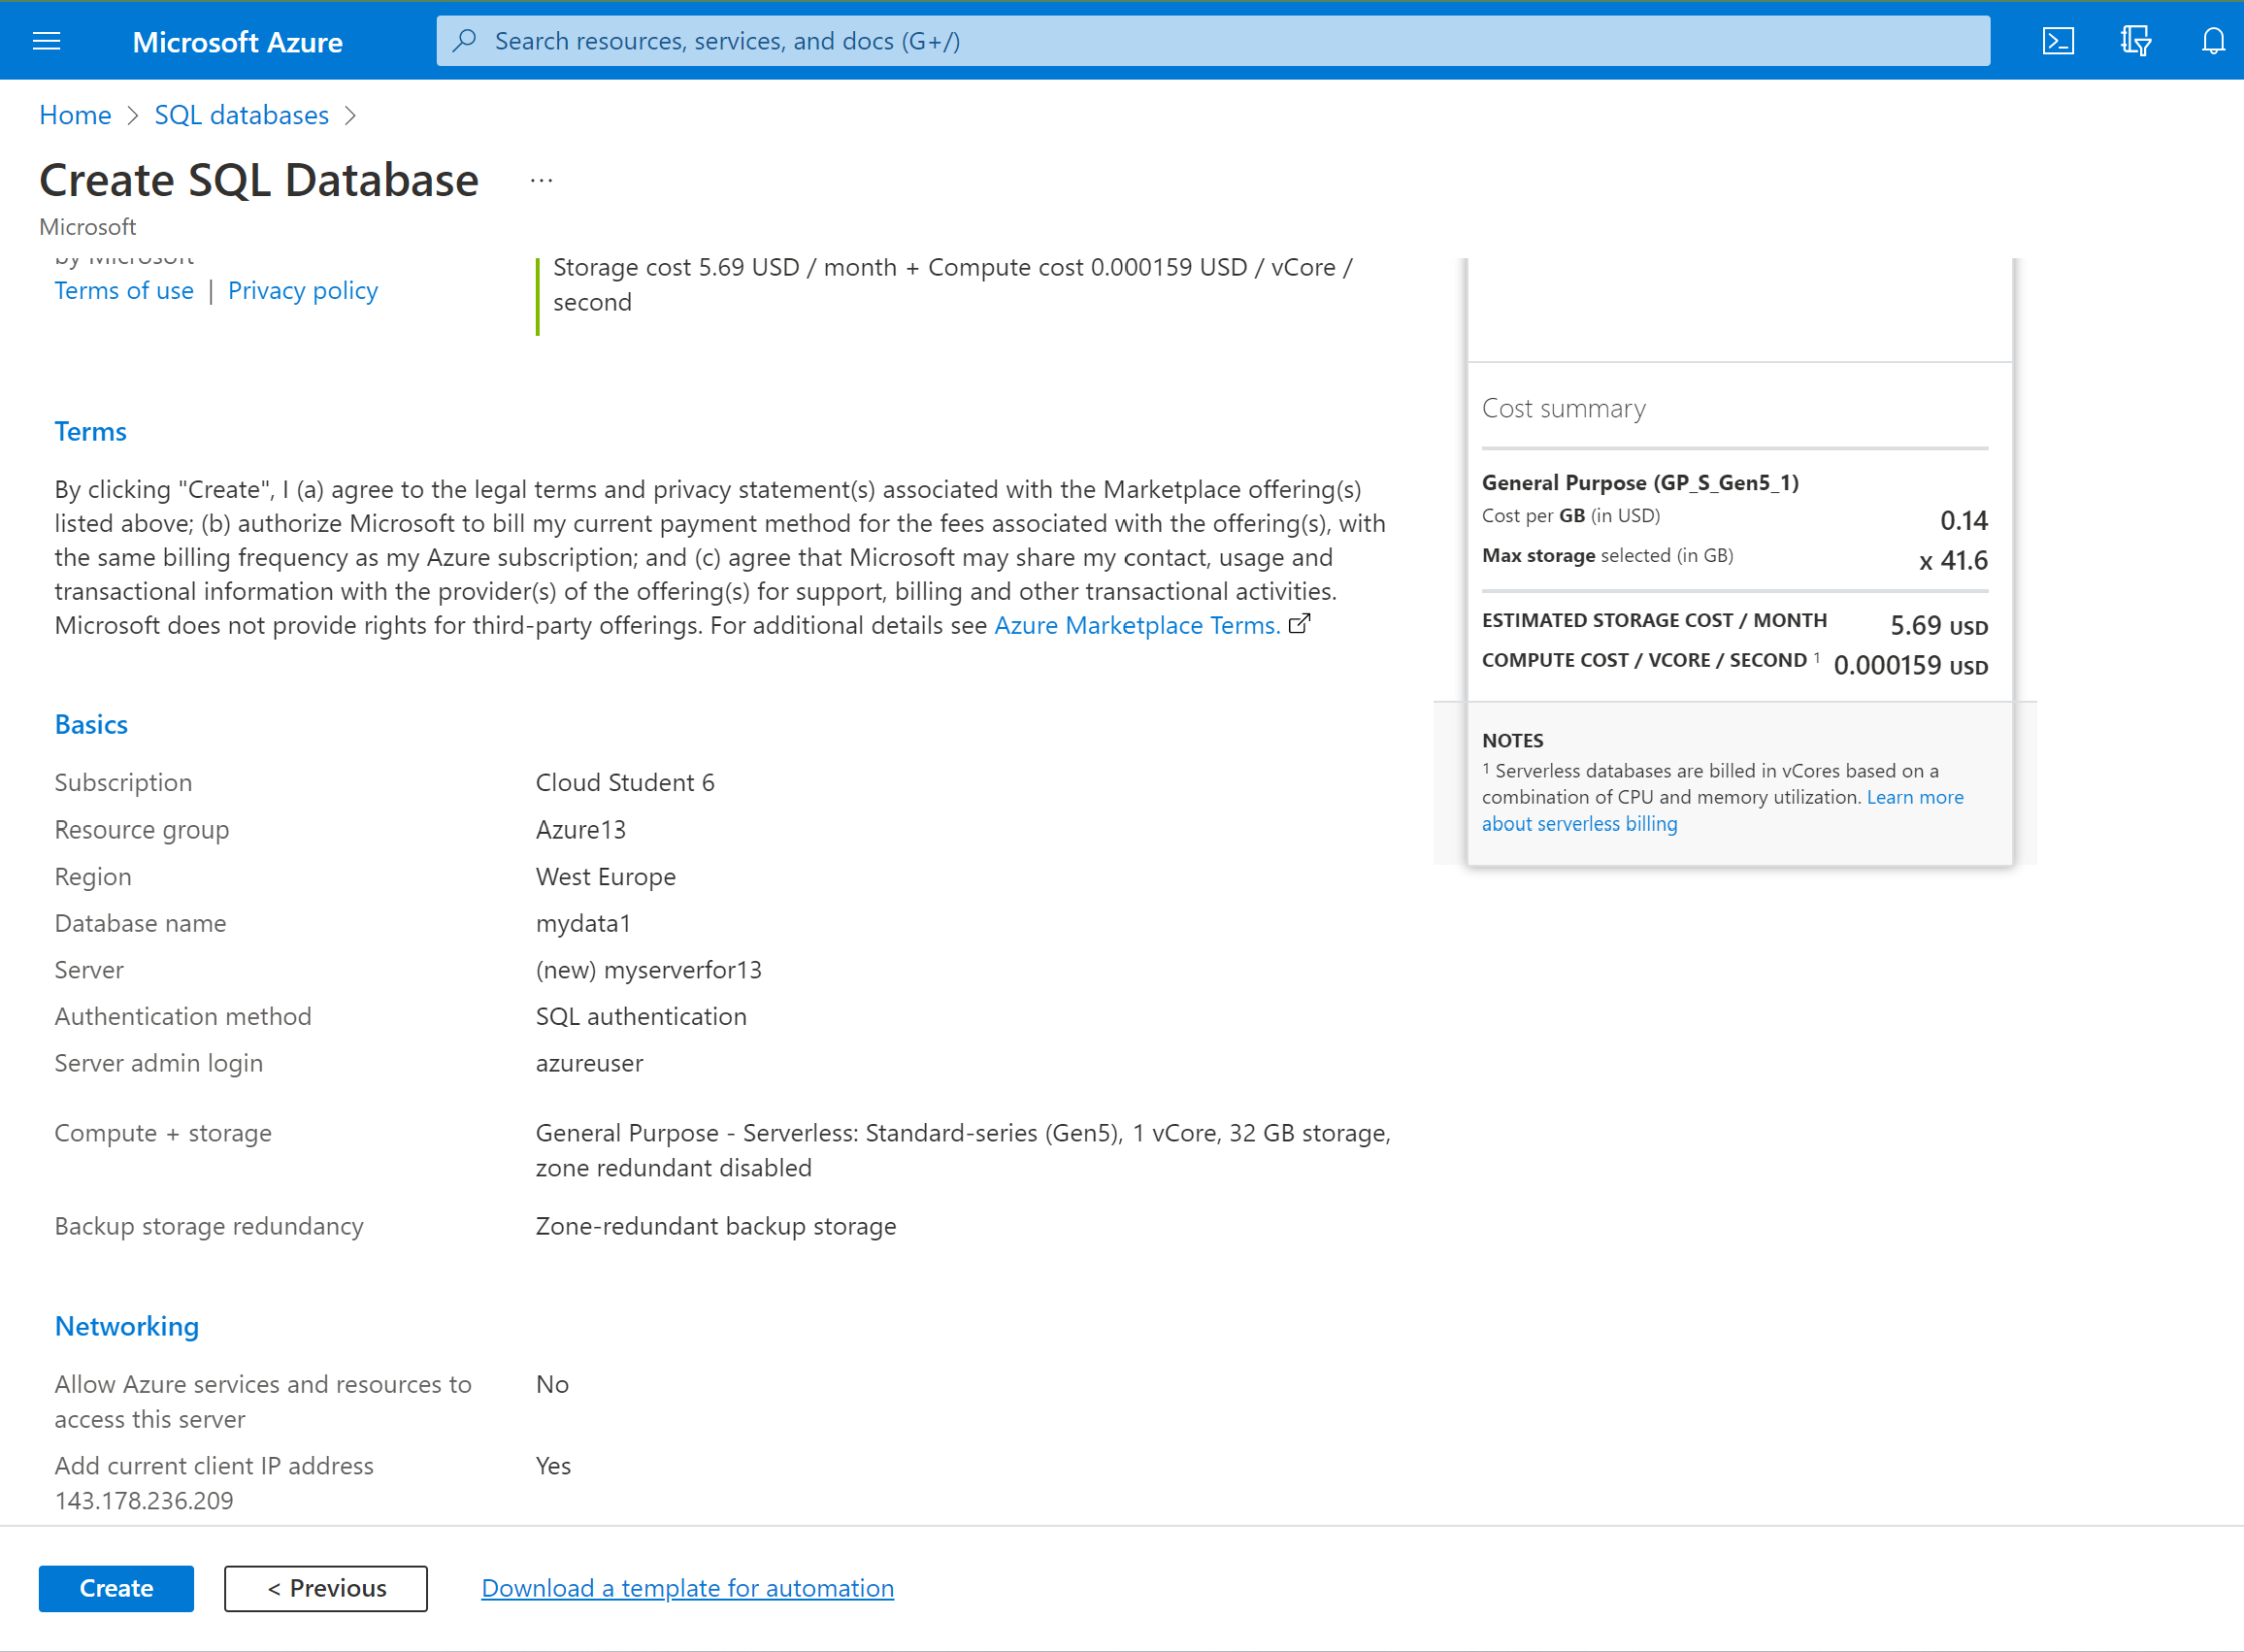 Microsoft Azure
Search resources, services, and docs (G+/)
Home > SQL databases >
Create SQL Database ...
Microsoft
by Microsoft
Terms of use | Privacy policy
Storage cost 5.69 USD / month + Compute cost 0.000159 USD / vCore /
second
Terms
By clicking "Create", I (a) agree to the legal terms and privacy statement(s) associated with the Marketplace offering(s)
listed above; (b) authorize Microsoft to bill my current payment method for the fees associated with the offering(s), with
the same billing frequency as my Azure subscription; and (c) agree that Microsoft may share my contact, usage and
transactional information with the provider(s) of the offering(s) for support, billing and other transactional activities.
Microsoft does not provide rights for third-party offerings. For additional details see Azure Marketplace Terms.
Basics
Subscription Cloud Student 6
Resource group Azure13
Region West Europe
Database name mydata1
Server (new) myserverfor13
Authentication method SQL authentication
Server admin login azureuser
Compute + storage General Purpose - Serverless: Standard-series (Gen5), 1 vCore, 32 GB storage,
zone redundant disabled
Backup storage redundancy Zone-redundant backup storage
Networking
Allow Azure services and resources to No
access this server
Add current client IP address Yes
143.178.236.209
Cost summary
General Purpose (GP_S_Gen5_1)
Cost per GB (in USD) 0.14
Max storage selected (in GB) x 41.6
ESTIMATED STORAGE COST / MONTH 5.69 USD
COMPUTE COST / VCORE / SECOND ¹ 0.000159 USD
NOTES
¹ Serverless databases are billed in vCores based on a
combination of CPU and memory utilization. Learn more
about serverless billing
Create
< Previous
Download a template for automation